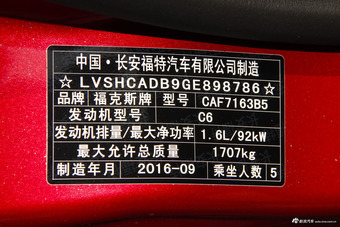 中国·长安福特汽车有限公司制造
☆LVSHCADB9GE898786☆
品牌 福克斯牌 型号 CAF7163B5
发动机型号 C6
发动机排量/最大净功率 1.6L/92kW
最大允许总质量 1707kg
制造年月 2016-09 乘坐人数 5